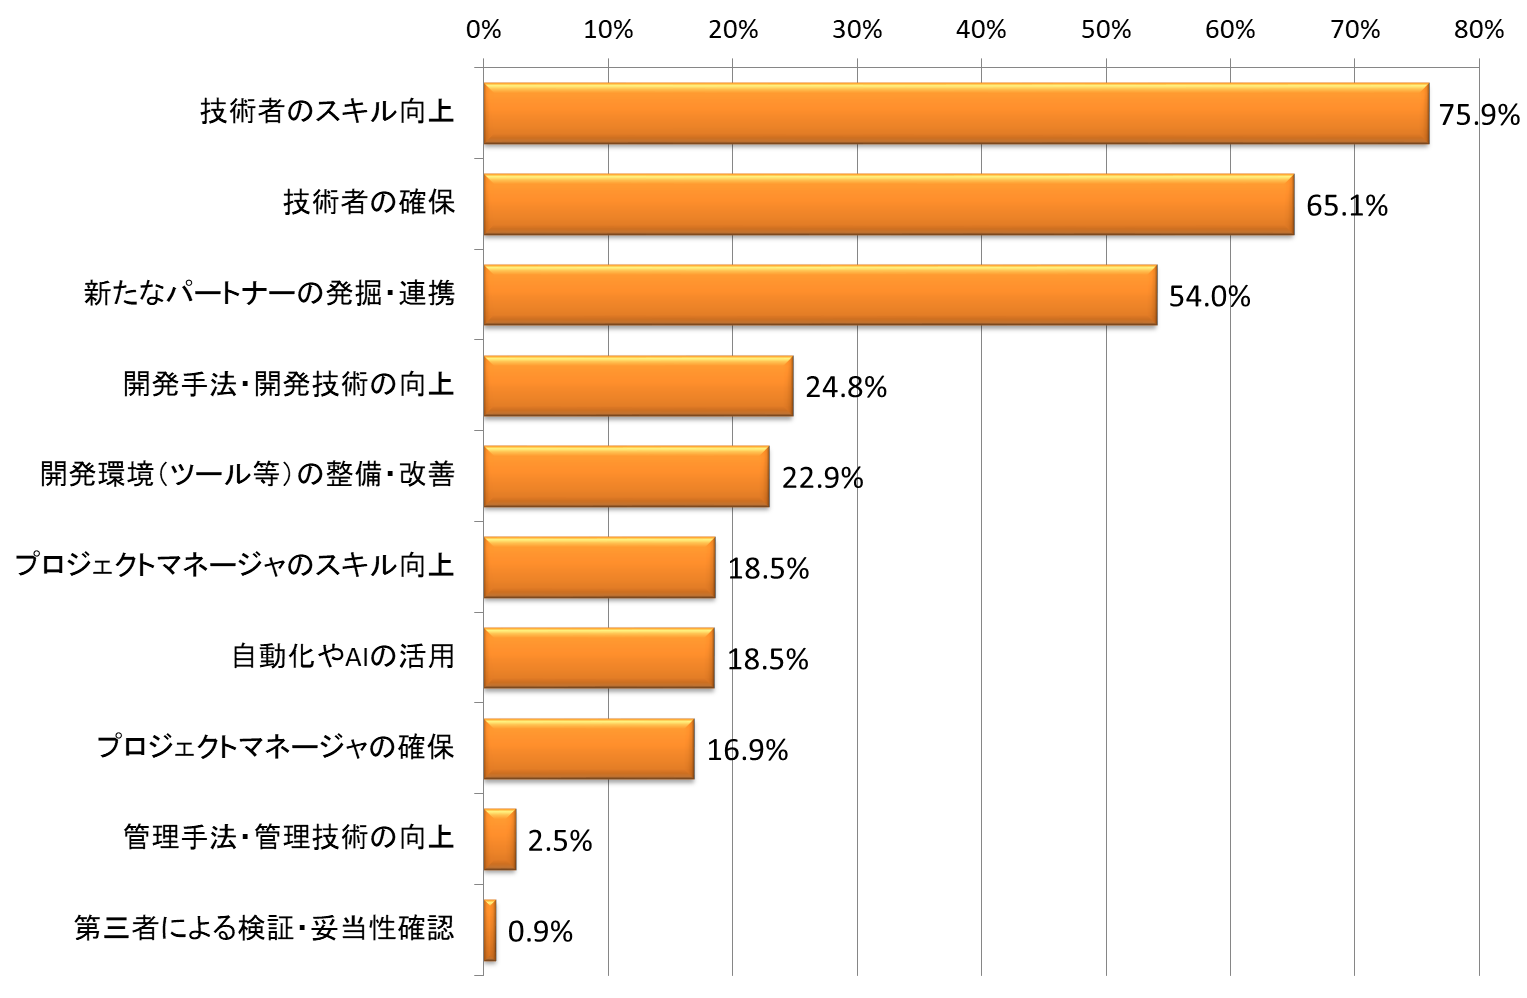 0% 10% 20% 30% 40% 50% 60% 70% 80%
技術者のスキル向上 75.9%
技術者の確保 65.1%
新たなパートナーの発掘・連携 54.0%
開発手法・開発技術の向上 24.8%
開発環境（ツール等）の整備・改善 22.9%
プロジェクトマネージャのスキル向上 18.5%
自動化やAIの活用 18.5%
プロジェクトマネージャの確保 16.9%
管理手法・管理技術の向上 2.5%
第三者による検証・妥当性確認 0.9%